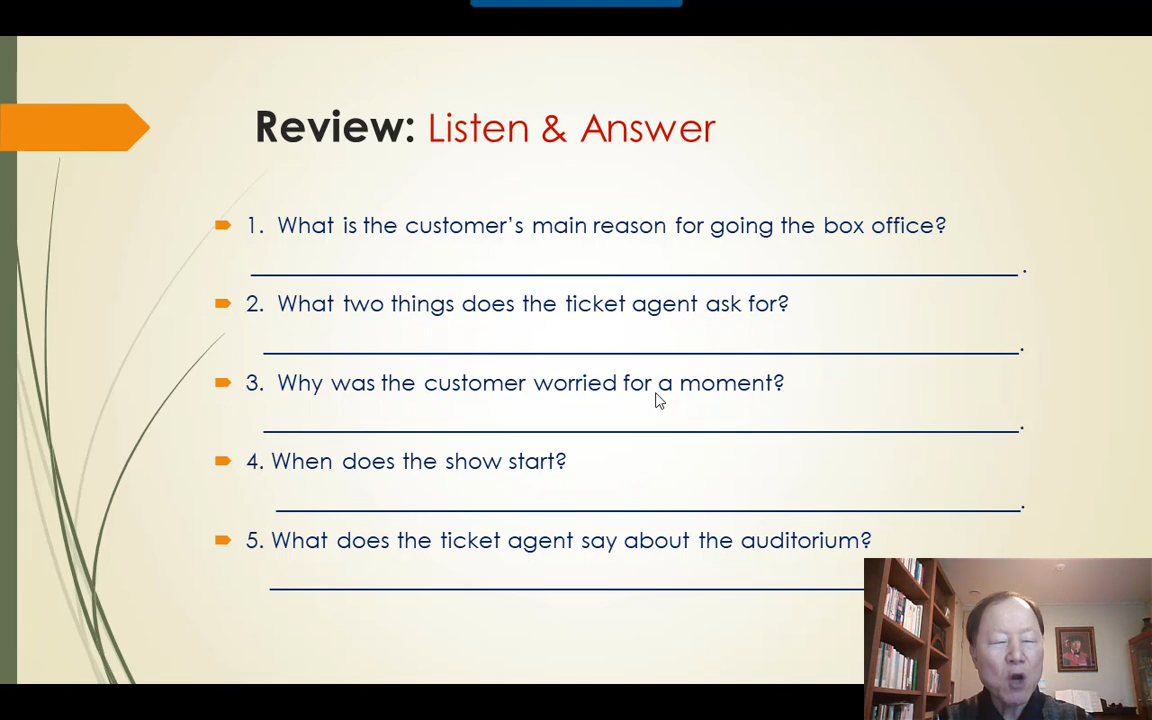 Review: Listen & Answer
1. What is the customer's main reason for going the box office?
.
2. What two things does the ticket agent ask for?
.
3. Why was the customer worried for a moment?
.
4. When does the show start?
.
5. What does the ticket agent say about the auditorium?